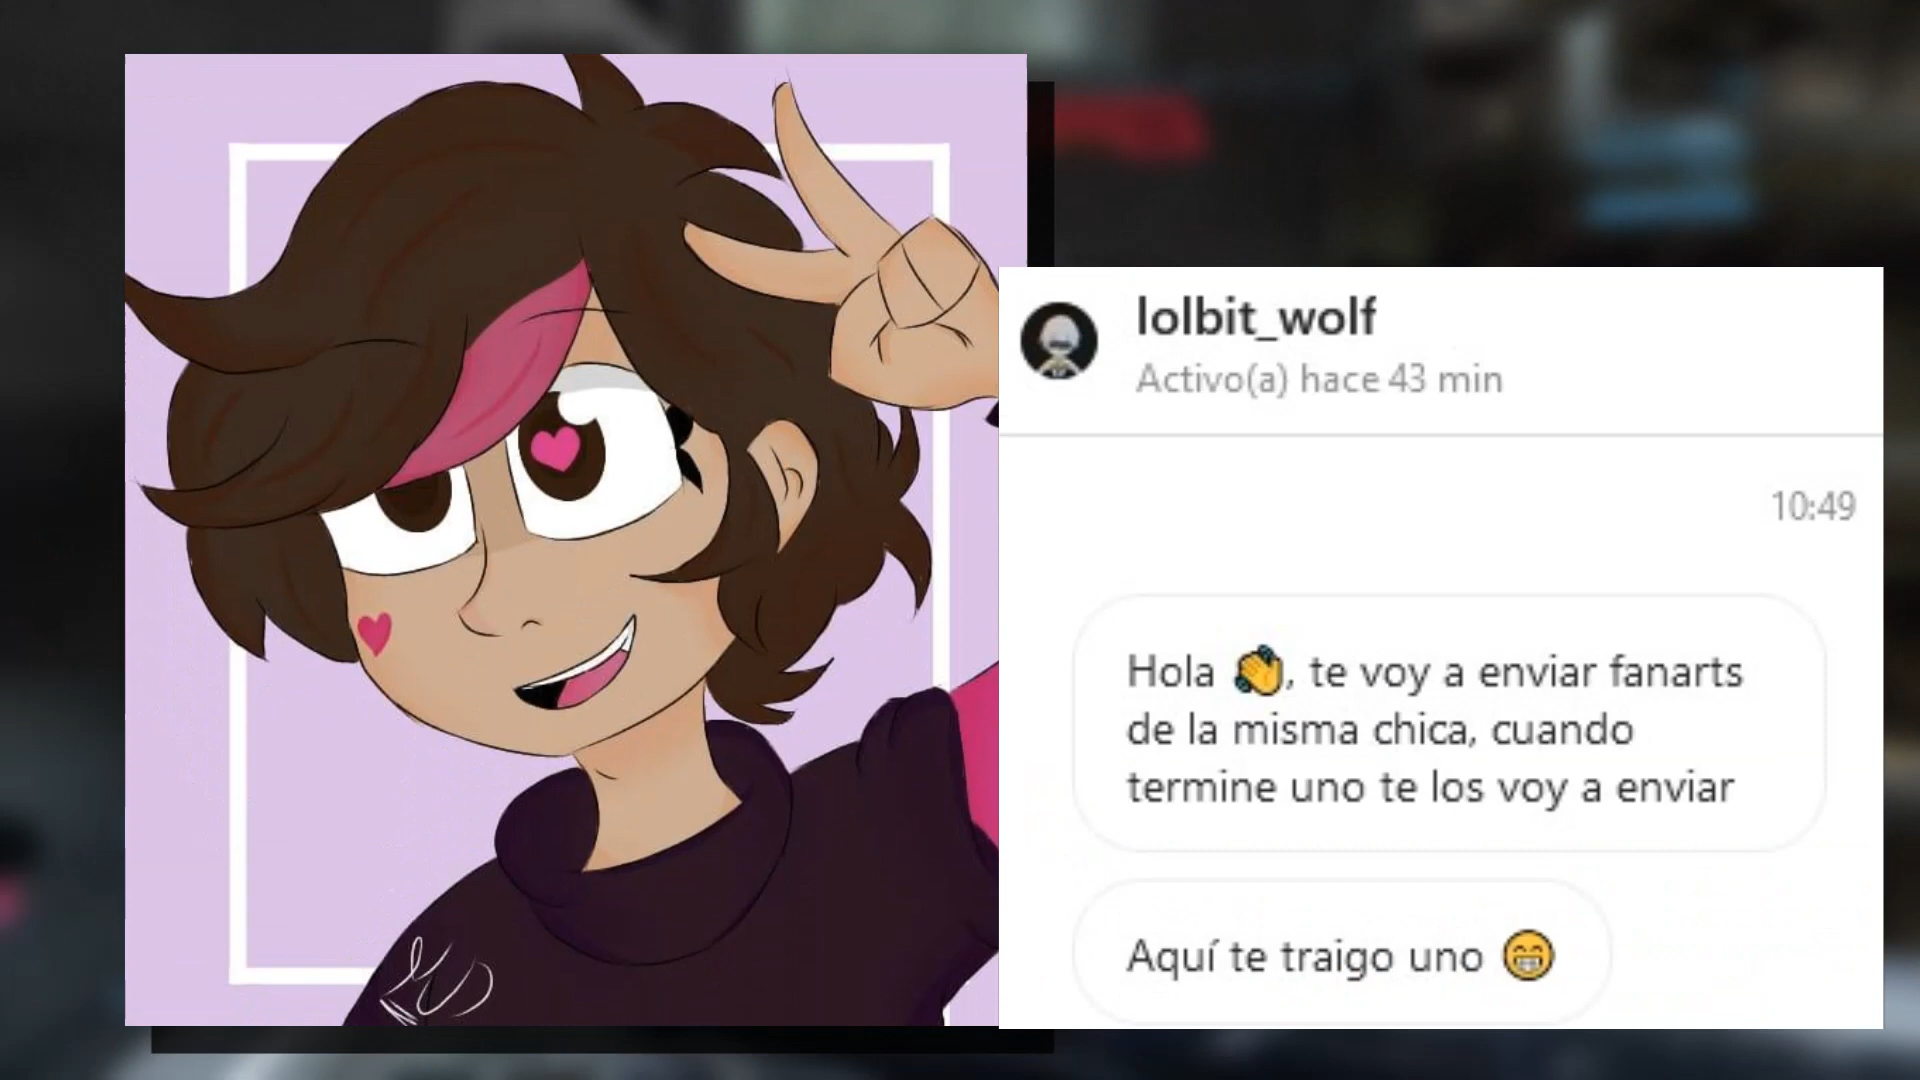 lolbit_wolf
Activo(a) hace 43 min
10:49
Hola 👏, te voy a enviar fanarts
de la misma chica, cuando
termine uno te los voy a enviar
Aquí te traigo uno 😁